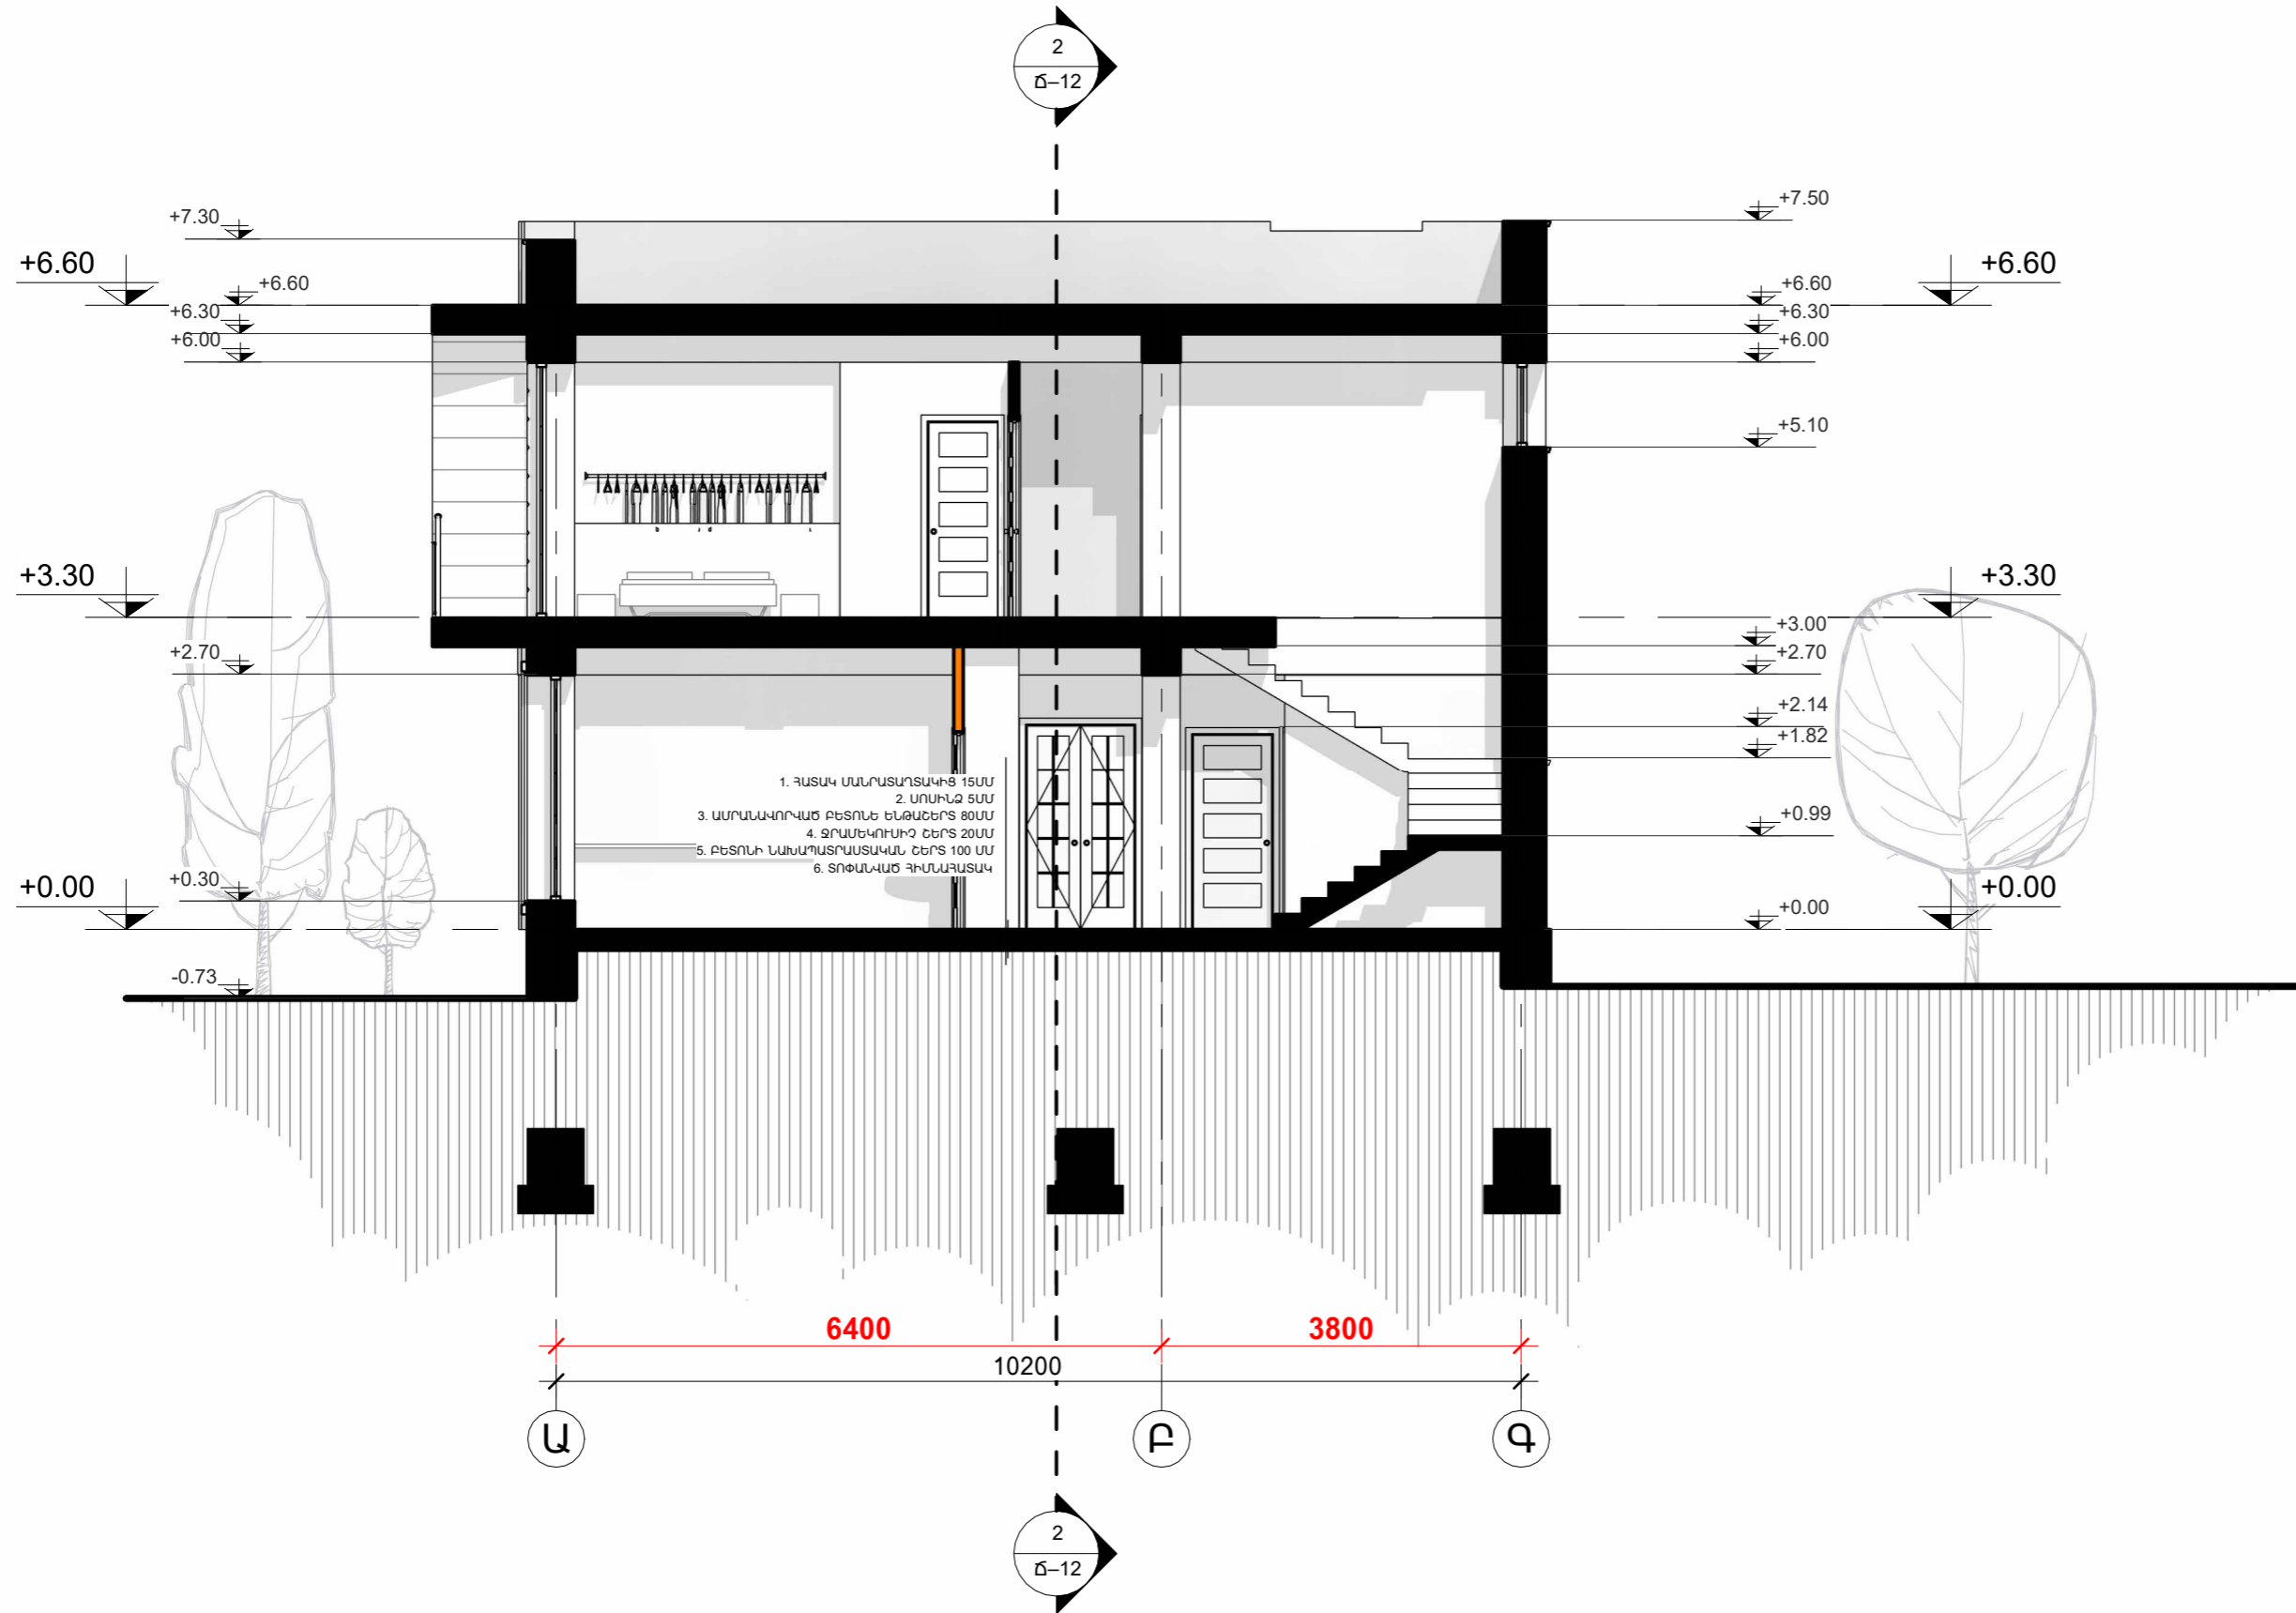 2
Ճ–12
+7.30
+7.50
+6.60
+6.60
+6.60
+6.60
+6.30
+6.30
+6.00
+6.00
+5.10
+3.30
+3.30
+3.00
+2.70
+2.70
+2.14
+1.82
1. ՀԱՏԱԿ ՄԱՆՐԱՏԱՂՏԱԿԻՑ 15ՄՄ
2. ՍՈՍԻՆՁ 5ՄՄ
3. ԱՄՐԱՆԱՎՈՐՎԱԾ ԲԵՏՈՆԵ ԵՆԹԱՇԵՐՏ 80ՄՄ
4. ՋՐԱՄԵԿՈՒՍԻՉ ՇԵՐՏ 20ՄՄ
5. ԲԵՏՈՆԻ ՆԱԽԱՊԱՏՐԱՍՏԱԿԱՆ ՇԵՐՏ 100 ՄՄ
6. ՏՈՓԱՆՎԱԾ ՀԻՄՆԱՀԱՏԱԿ
+0.99
+0.30
+0.00
+0.00
+0.00
-0.73
6400
3800
10200
Ա
Բ
Գ
2
Ճ–12